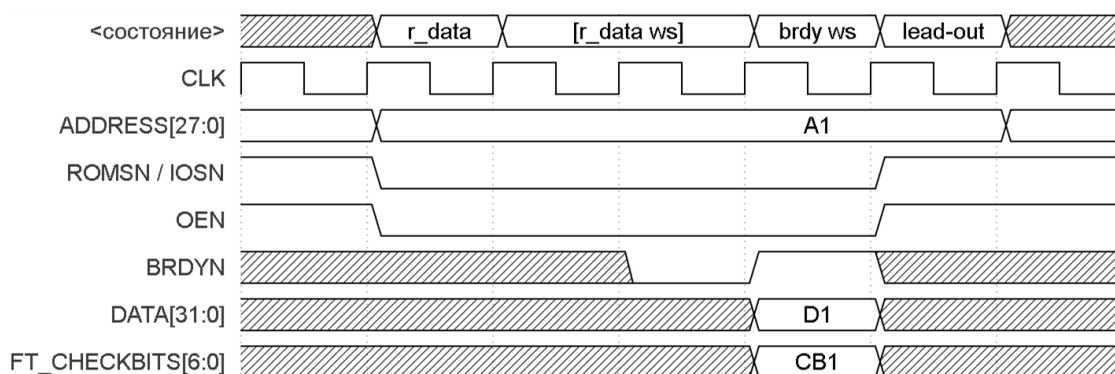 <состояние> r_data [r_data ws] brdy ws lead-out
CLK
ADDRESS[27:0] A1
ROMSN / IOSN
OEN
BRDYN
DATA[31:0] D1
FT_CHECKBITS[6:0] CB1